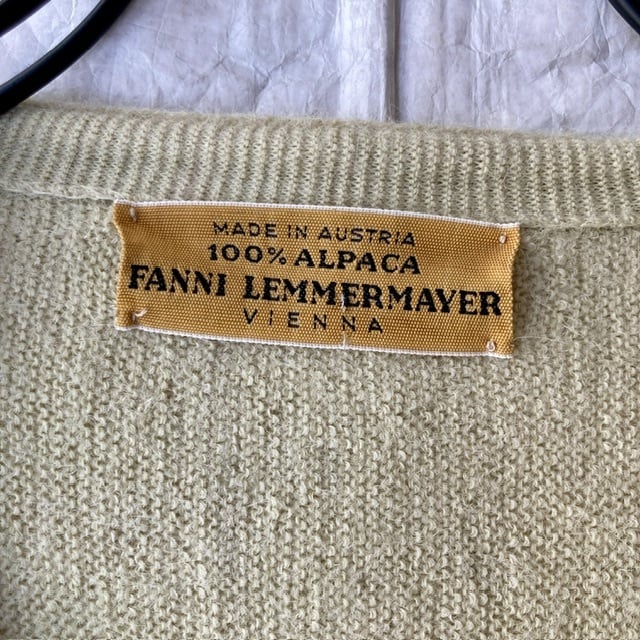 MADE IN AUSTRIA
100% ALPACA
FANNI LEMMERMAYER
VIENNA